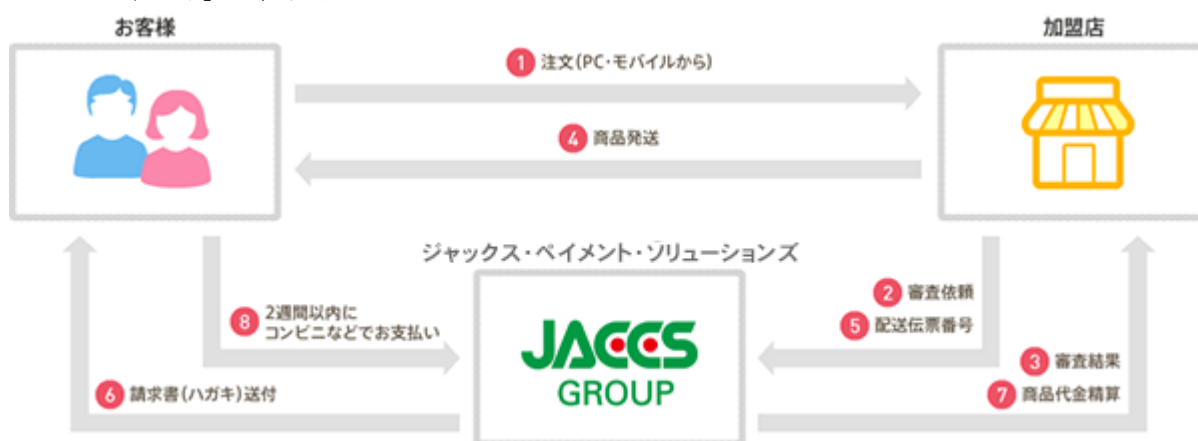 お客様
加盟店
1 注文(PC・モバイルから)
4 商品発送
ジャックス・ペイメント・ソリューションズ
2 審査依頼
5 配送伝票番号
8 2週間以内に
コンビニなどでお支払い
JACCS
GROUP
3 審査結果
6 請求書(ハガキ)送付
7 商品代金精算